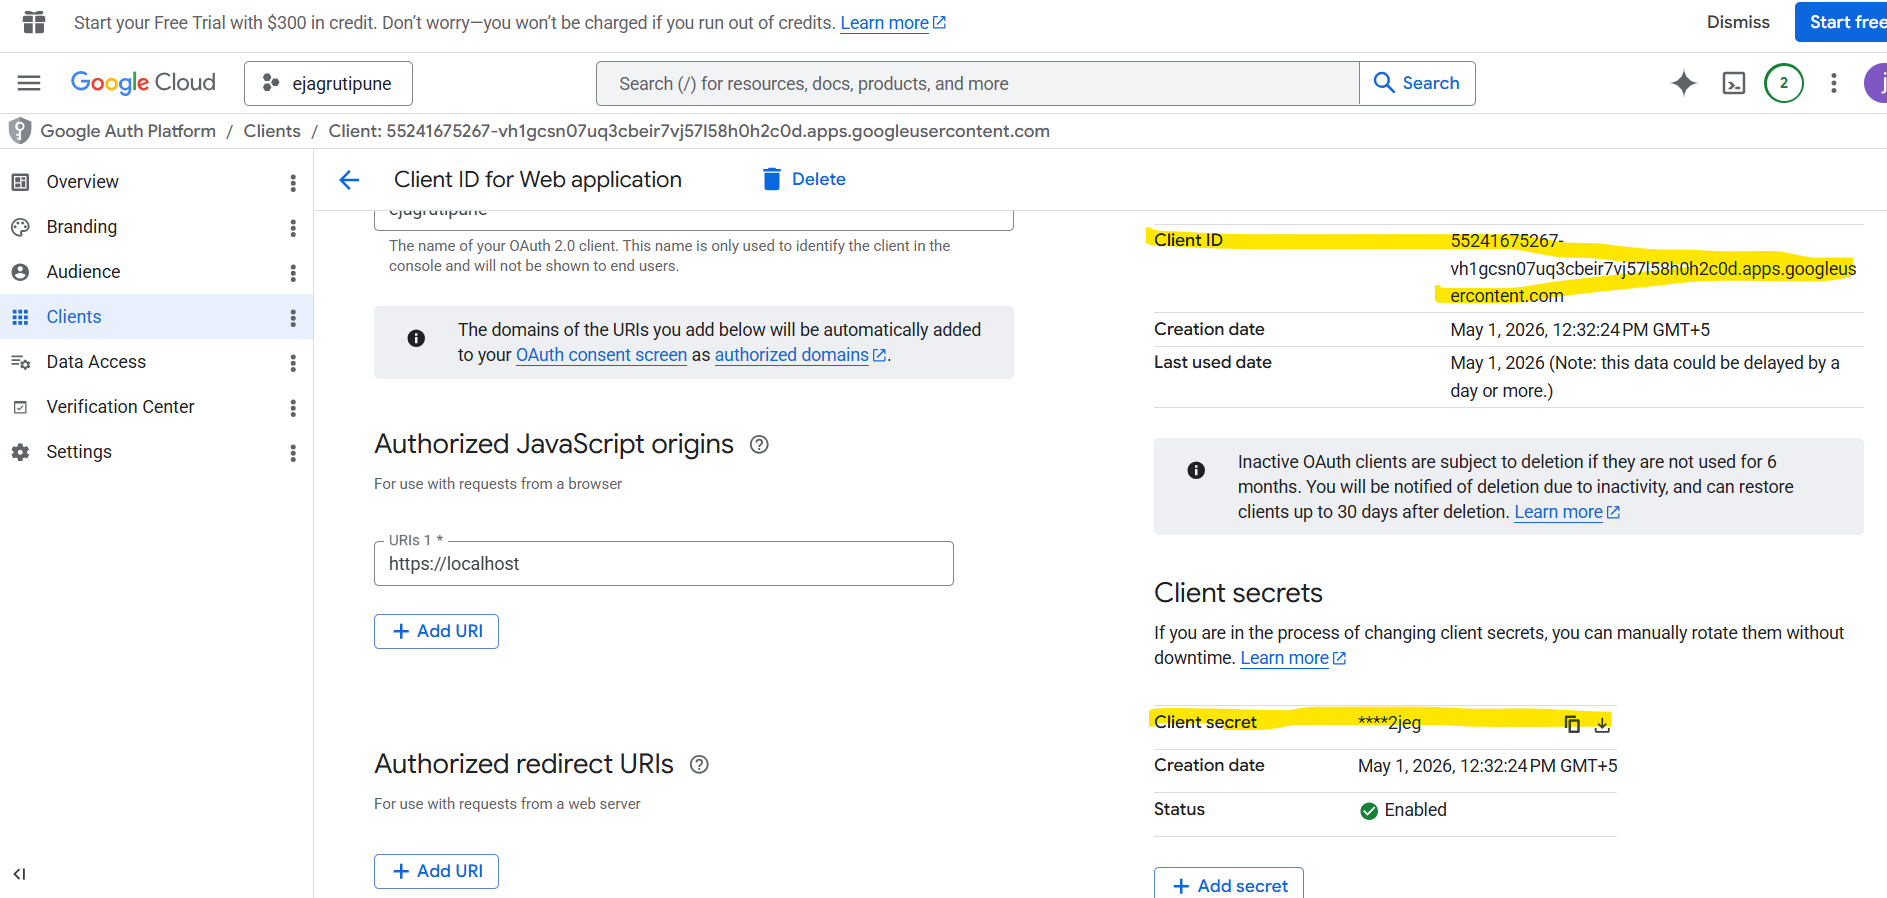 Start your Free Trial with $300 in credit. Don't worry—you won't be charged if you run out of credits. Learn more
Dismiss
Start free
Google Cloud
ejagrutipune
Search (/) for resources, docs, products, and more
Search
2
j
Google Auth Platform / Clients / Client: 55241675267-vh1gcsn07uq3cbeir7vj57l58h0h2c0d.apps.googleusercontent.com
Overview
Branding
Audience
Clients
Data Access
Verification Center
Settings
Client ID for Web application
Delete
ejagrutipune
The name of your OAuth 2.0 client. This name is only used to identify the client in the
console and will not be shown to end users.
The domains of the URIs you add below will be automatically added
to your OAuth consent screen as authorized domains.
Authorized JavaScript origins
For use with requests from a browser
URIs 1 *
https://localhost
+ Add URI
Authorized redirect URIs
For use with requests from a web server
+ Add URI
Client ID
55241675267-
vh1gcsn07uq3cbeir7vj57l58h0h2c0d.apps.googleus
ercontent.com
Creation date
May 1, 2026, 12:32:24 PM GMT+5
Last used date
May 1, 2026 (Note: this data could be delayed by a
day or more.)
Inactive OAuth clients are subject to deletion if they are not used for 6
months. You will be notified of deletion due to inactivity, and can restore
clients up to 30 days after deletion. Learn more
Client secrets
If you are in the process of changing client secrets, you can manually rotate them without
downtime. Learn more
Client secret
****2jeg
Creation date
May 1, 2026, 12:32:24 PM GMT+5
Status
Enabled
+ Add secret